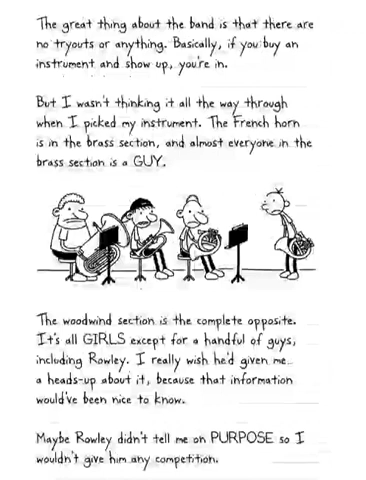 The great thing about the band is that there are
no tryouts or anything. Basically, if you buy an
instrument and show up, you're in.
But I wasn't thinking it all the way through
when I picked my instrument. The French horn
is in the brass section, and almost everyone in the
brass section is a GUY.
The woodwind section is the complete opposite.
It's all GIRLS except for a handful of guys,
including Rowley. I really wish he'd given me
a heads-up about it, because that information
would've been nice to know.
Maybe Rowley didn't tell me on PURPOSE so I
wouldn't give him any competition.